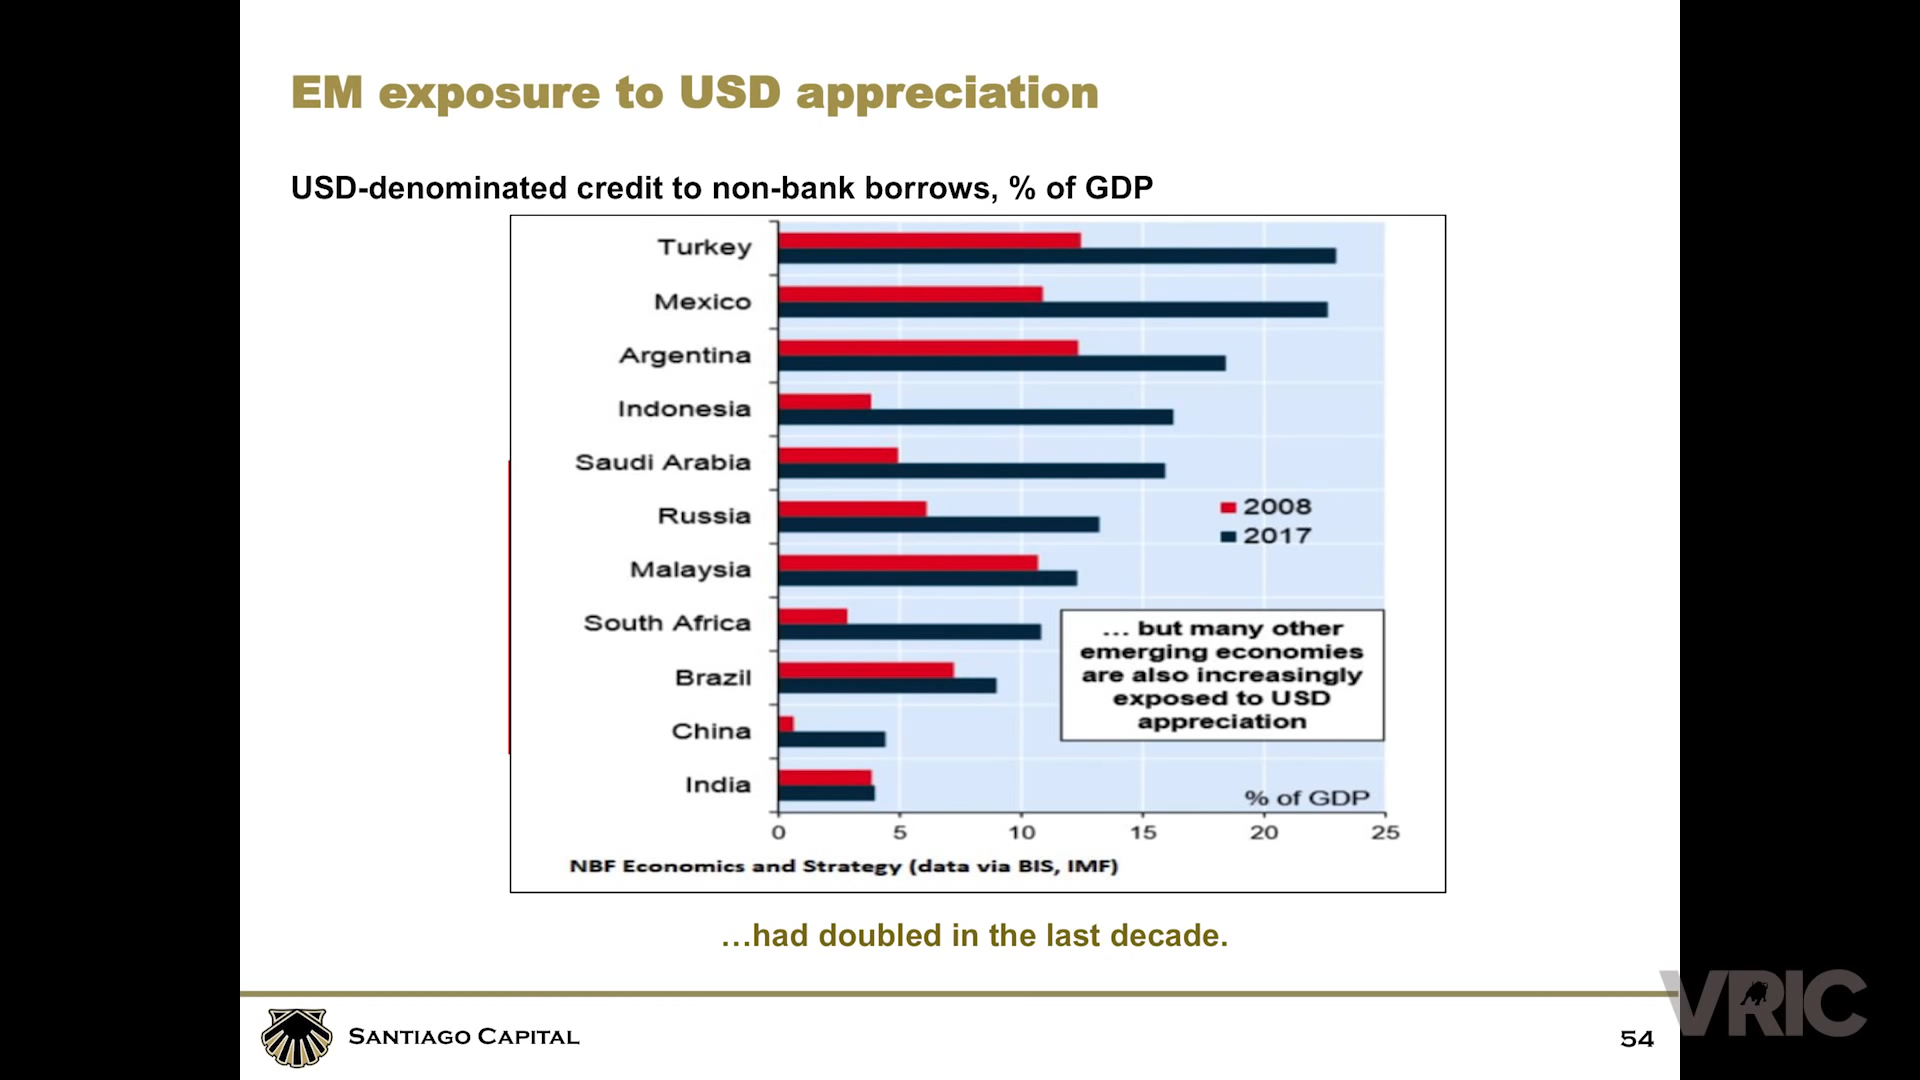 EM exposure to USD appreciation
USD-denominated credit to non-bank borrows, % of GDP
Turkey
Mexico
Argentina
Indonesia
Saudi Arabia
Russia
Malaysia
South Africa
Brazil
China
India
2008
2017
… but many other
emerging economies
are also increasingly
exposed to USD
appreciation
% of GDP
0 5 10 15 20 25
NBF Economics and Strategy (data via BIS, IMF)
…had doubled in the last decade.
SANTIAGO CAPITAL
54
VRIC